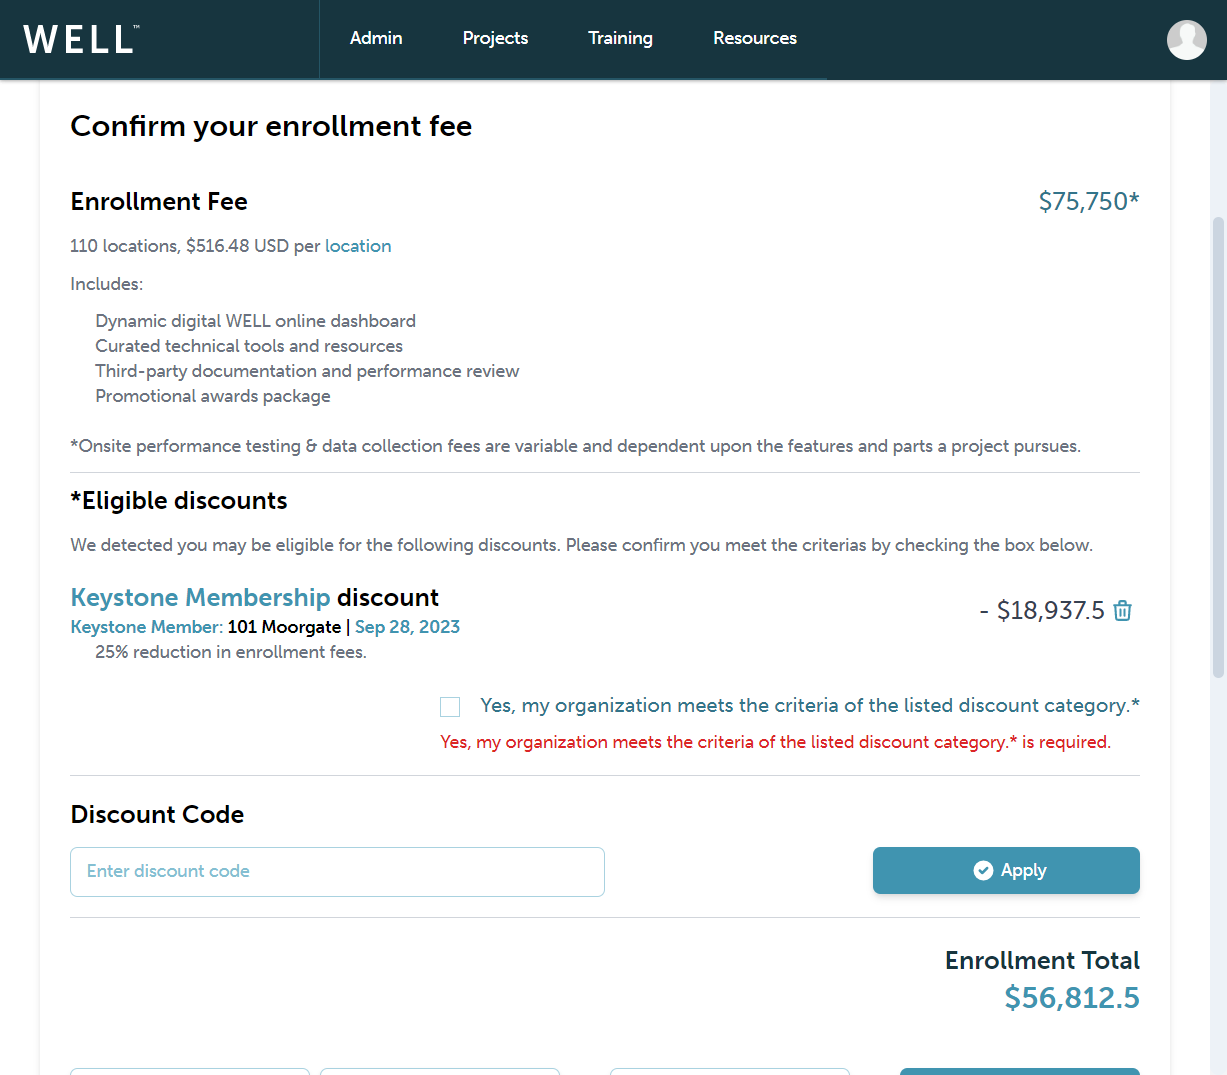 WELL™
Admin Projects Training Resources
Confirm your enrollment fee
Enrollment Fee $75,750*
110 locations, $516.48 USD per location
Includes:
Dynamic digital WELL online dashboard
Curated technical tools and resources
Third-party documentation and performance review
Promotional awards package
*Onsite performance testing & data collection fees are variable and dependent upon the features and parts a project pursues.
*Eligible discounts
We detected you may be eligible for the following discounts. Please confirm you meet the criterias by checking the box below.
Keystone Membership discount
- $18,937.5
Keystone Member: 101 Moorgate | Sep 28, 2023
25% reduction in enrollment fees.
Yes, my organization meets the criteria of the listed discount category.*
Yes, my organization meets the criteria of the listed discount category.* is required.
Discount Code
Enter discount code Apply
Enrollment Total
$56,812.5